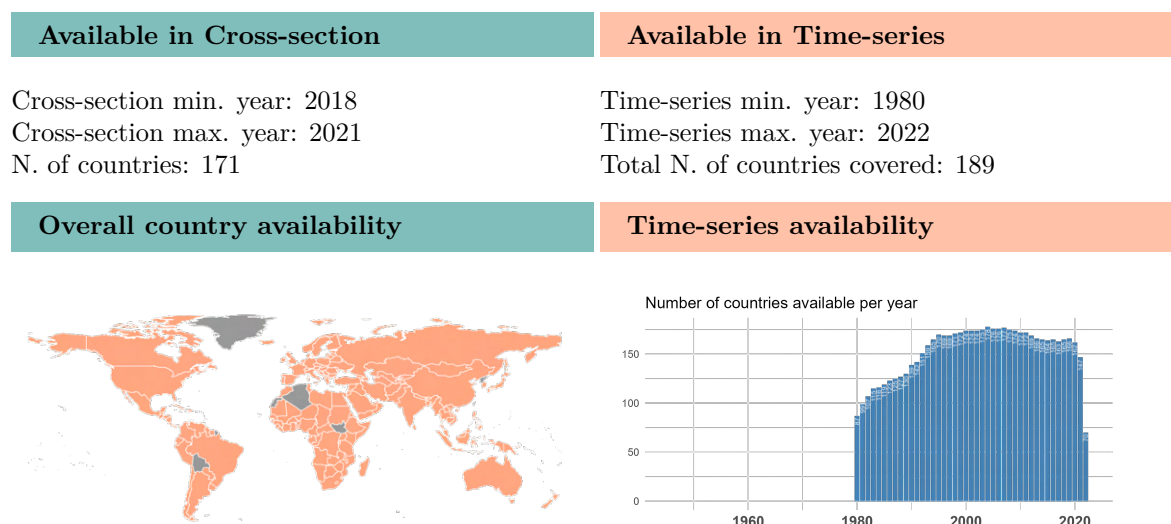 Available in Cross-section
Available in Time-series
Cross-section min. year: 2018
Cross-section max. year: 2021
N. of countries: 171
Time-series min. year: 1980
Time-series max. year: 2022
Total N. of countries covered: 189
Overall country availability
Time-series availability
Number of countries available per year
150
100
50
0
1960
1980
2000
2020